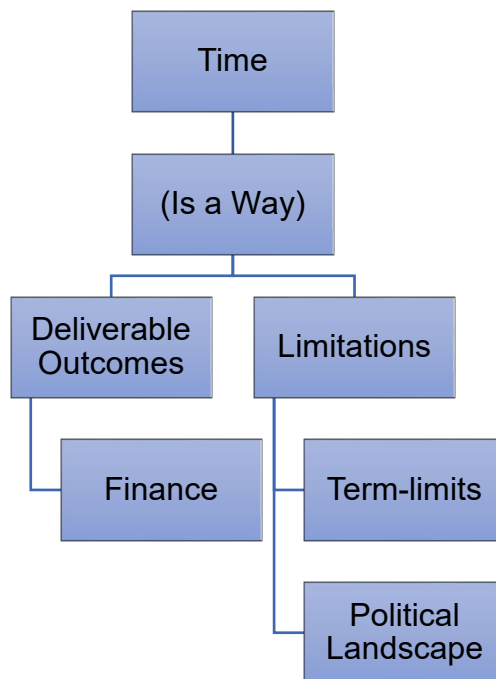 Time
(Is a Way)
Deliverable
Outcomes
Limitations
Finance
Term-limits
Political
Landscape